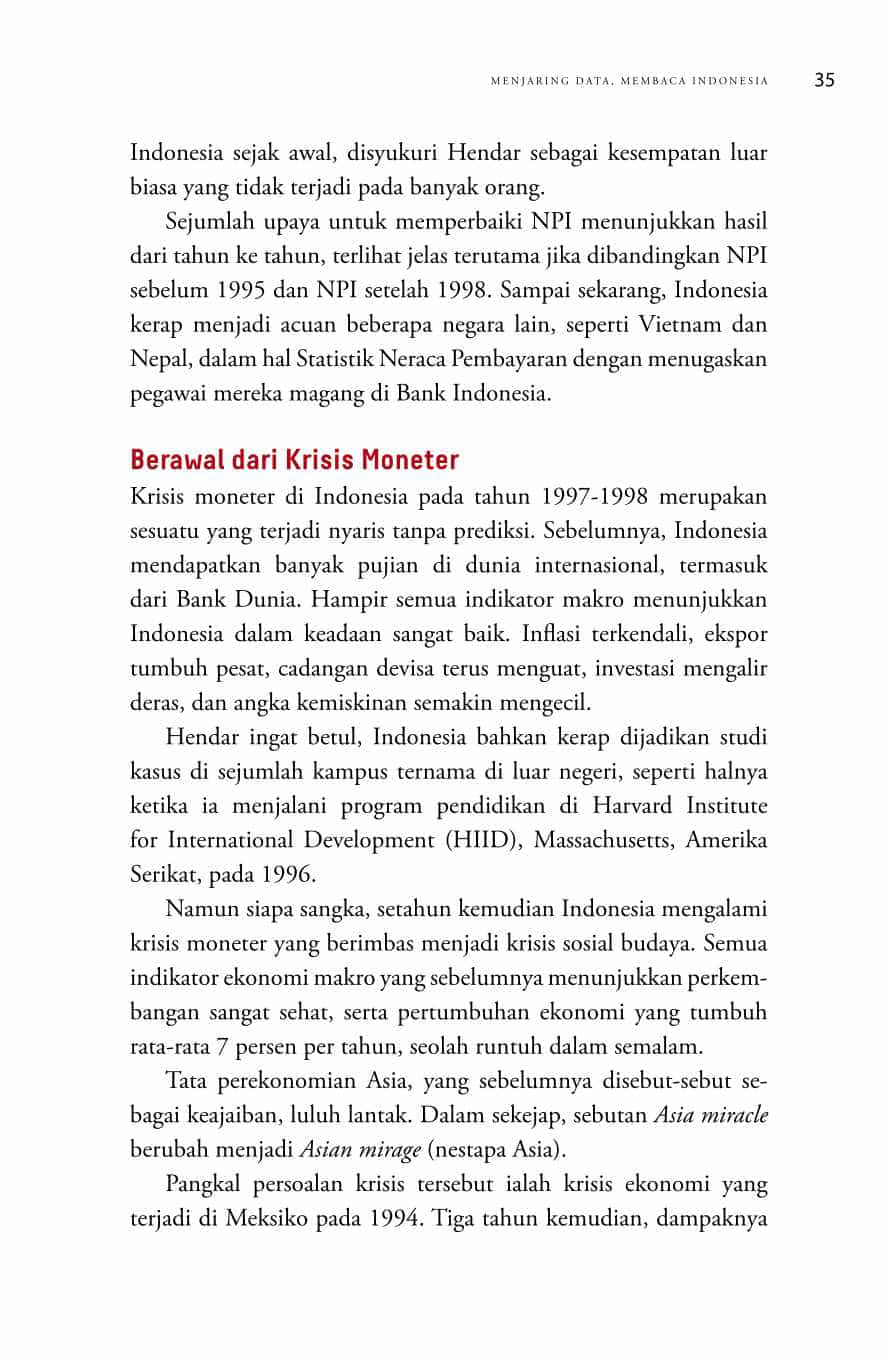 MENJARING DATA, MEMBACA INDONESIA 35
Indonesia sejak awal, disyukuri Hendar sebagai kesempatan luar
biasa yang tidak terjadi pada banyak orang.
Sejumlah upaya untuk memperbaiki NPI menunjukkan hasil
dari tahun ke tahun, terlihat jelas terutama jika dibandingkan NPI
sebelum 1995 dan NPI setelah 1998. Sampai sekarang, Indonesia
kerap menjadi acuan beberapa negara lain, seperti Vietnam dan
Nepal, dalam hal Statistik Neraca Pembayaran dengan menugaskan
pegawai mereka magang di Bank Indonesia.
Berawal dari Krisis Moneter
Krisis moneter di Indonesia pada tahun 1997-1998 merupakan
sesuatu yang terjadi nyaris tanpa prediksi. Sebelumnya, Indonesia
mendapatkan banyak pujian di dunia internasional, termasuk
dari Bank Dunia. Hampir semua indikator makro menunjukkan
Indonesia dalam keadaan sangat baik. Inflasi terkendali, ekspor
tumbuh pesat, cadangan devisa terus menguat, investasi mengalir
deras, dan angka kemiskinan semakin mengecil.
Hendar ingat betul, Indonesia bahkan kerap dijadikan studi
kasus di sejumlah kampus ternama di luar negeri, seperti halnya
ketika ia menjalani program pendidikan di Harvard Institute
for International Development (HIID), Massachusetts, Amerika
Serikat, pada 1996.
Namun siapa sangka, setahun kemudian Indonesia mengalami
krisis moneter yang berimbas menjadi krisis sosial budaya. Semua
indikator ekonomi makro yang sebelumnya menunjukkan perkem-
bangan sangat sehat, serta pertumbuhan ekonomi yang tumbuh
rata-rata 7 persen per tahun, seolah runtuh dalam semalam.
Tata perekonomian Asia, yang sebelumnya disebut-sebut se-
bagai keajaiban, luluh lantak. Dalam sekejap, sebutan Asia miracle
berubah menjadi Asian mirage (nestapa Asia).
Pangkal persoalan krisis tersebut ialah krisis ekonomi yang
terjadi di Meksiko pada 1994. Tiga tahun kemudian, dampaknya